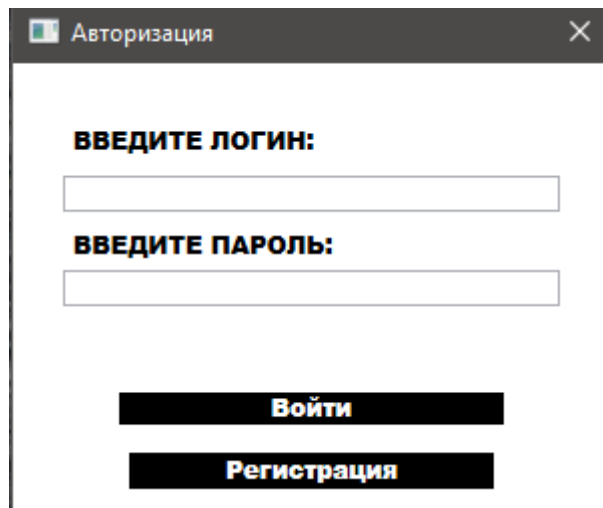 Авторизация
ВВЕДИТЕ ЛОГИН:
ВВЕДИТЕ ПАРОЛЬ:
Войти
Регистрация